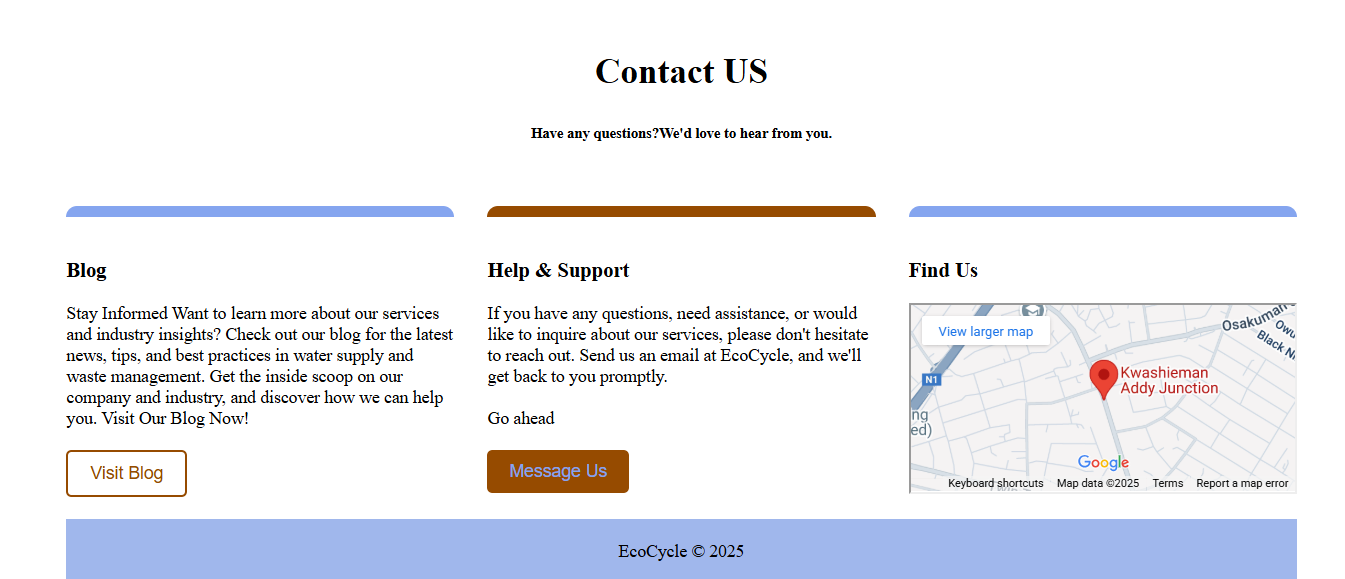 Contact US
Have any questions?We'd love to hear from you.
Blog
Stay Informed Want to learn more about our services
and industry insights? Check out our blog for the latest
news, tips, and best practices in water supply and
waste management. Get the inside scoop on our
company and industry, and discover how we can help
you. Visit Our Blog Now!
Visit Blog
Help & Support
If you have any questions, need assistance, or would
like to inquire about our services, please don't hesitate
to reach out. Send us an email at EcoCycle, and we'll
get back to you promptly.
Go ahead
Message Us
Find Us
View larger map
Osakuman
Black
N1
Kwashieman
Addy Junction
Google
Keyboard shortcuts
Map data ©2025
Terms
Report a map error
EcoCycle © 2025